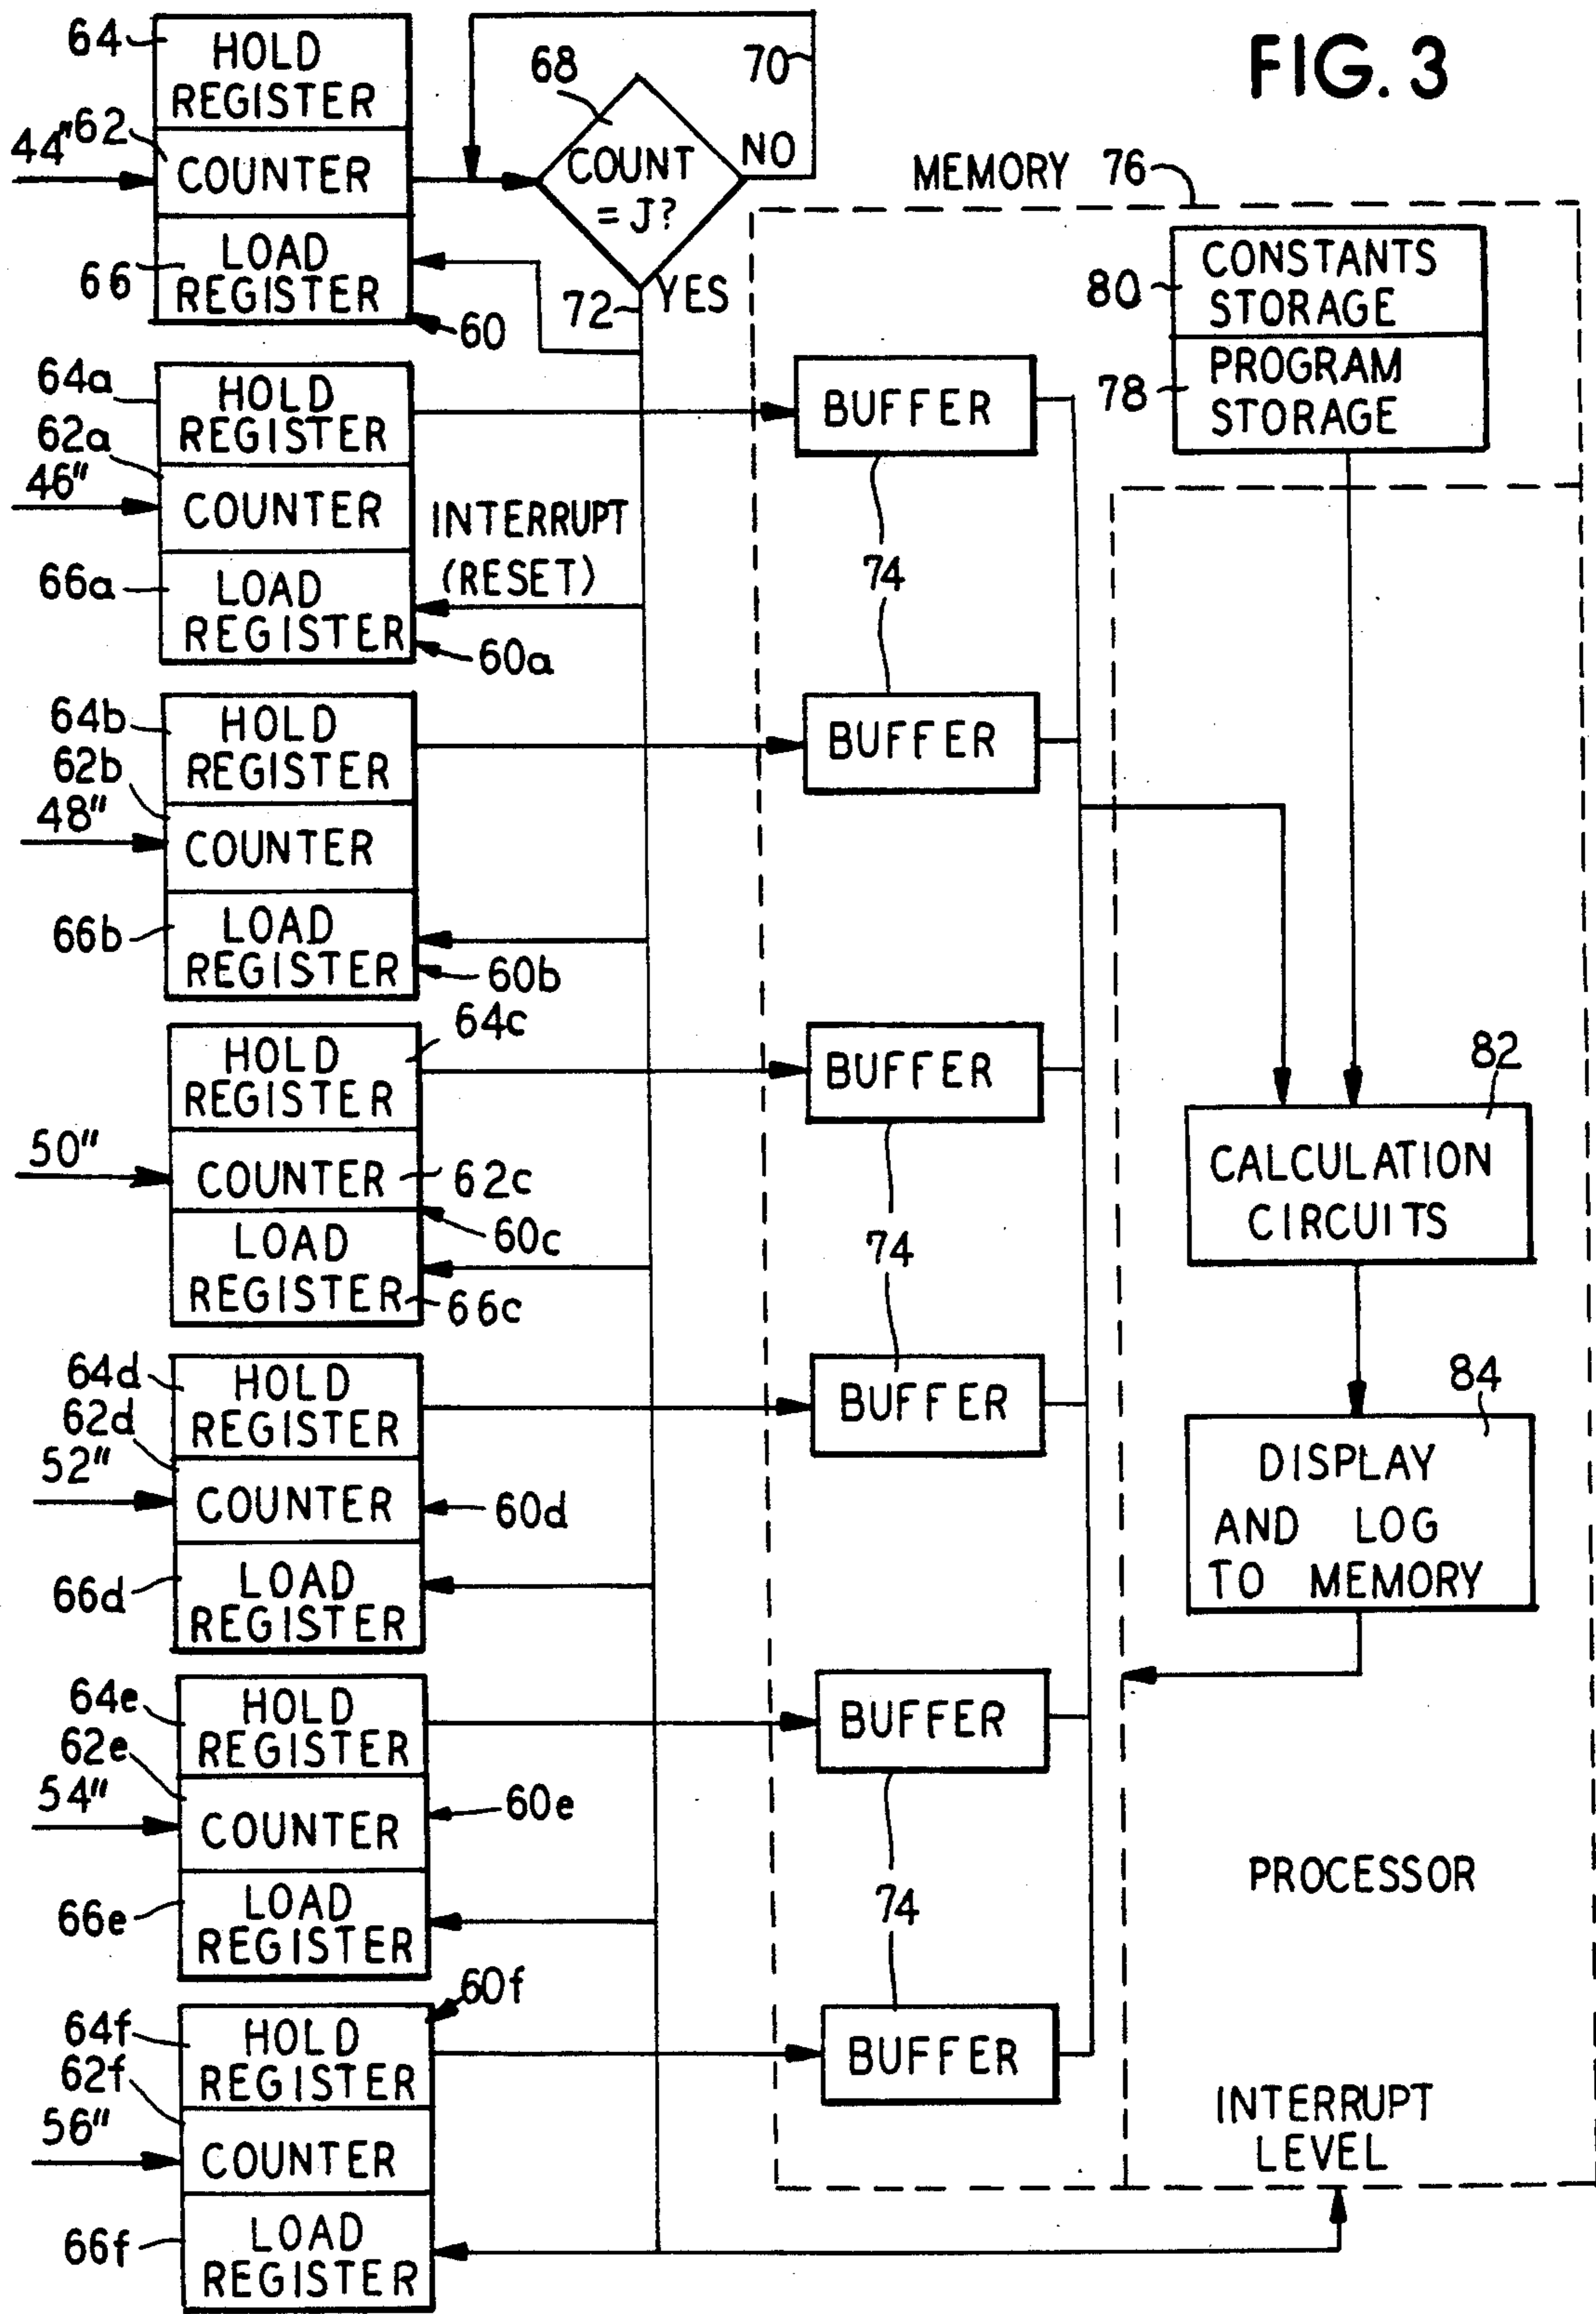 FIG. 3
64
HOLD
REGISTER
44"
62
COUNTER
66
LOAD
REGISTER
60
68
COUNT
= J?
NO
70
YES
72
MEMORY 76
80
CONSTANTS
STORAGE
78
PROGRAM
STORAGE
64a
HOLD
REGISTER
62a
46"
COUNTER
66a
LOAD
REGISTER
60a
INTERRUPT
(RESET)
BUFFER
74
64b
HOLD
REGISTER
62b
48"
COUNTER
66b
LOAD
REGISTER
60b
BUFFER
64c
HOLD
REGISTER
50"
COUNTER
62c
60c
LOAD
REGISTER
66c
BUFFER
74
82
CALCULATION
CIRCUITS
64d
HOLD
REGISTER
62d
52"
COUNTER
60d
66d
LOAD
REGISTER
BUFFER
84
DISPLAY
AND LOG
TO MEMORY
64e
HOLD
REGISTER
62e
54"
COUNTER
60e
66e
LOAD
REGISTER
BUFFER
74
PROCESSOR
60f
64f
HOLD
REGISTER
62f
56"
COUNTER
66f
LOAD
REGISTER
BUFFER
INTERRUPT
LEVEL